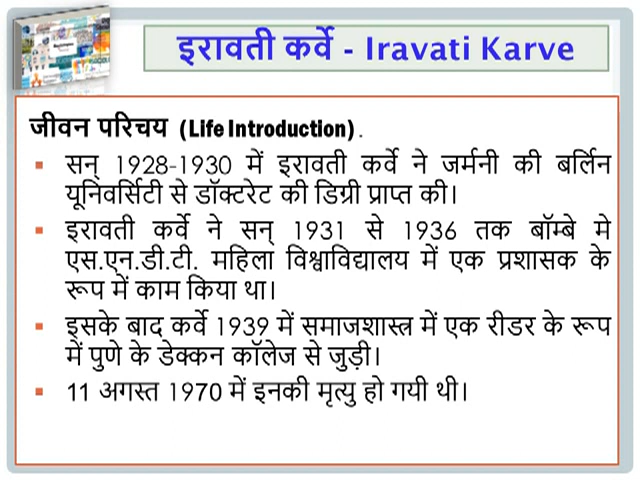 इरावती कर्वे - Iravati Karve
जीवन परिचय (Life Introduction) .
▪ सन् 1928-1930 में इरावती कर्वे ने जर्मनी की बर्लिन
यूनिवर्सिटी से डॉक्टरेट की डिग्री प्राप्त की।
▪ इरावती कर्वे ने सन् 1931 से 1936 तक बॉम्बे मे
एस.एन.डी.टी. महिला विश्वाविद्यालय में एक प्रशासक के
रूप में काम किया था।
▪ इसके बाद कर्वे 1939 में समाजशास्त्र में एक रीडर के रूप
में पुणे के डेक्कन कॉलेज से जुड़ी।
▪ 11 अगस्त 1970 में इनकी मृत्यु हो गयी थी।